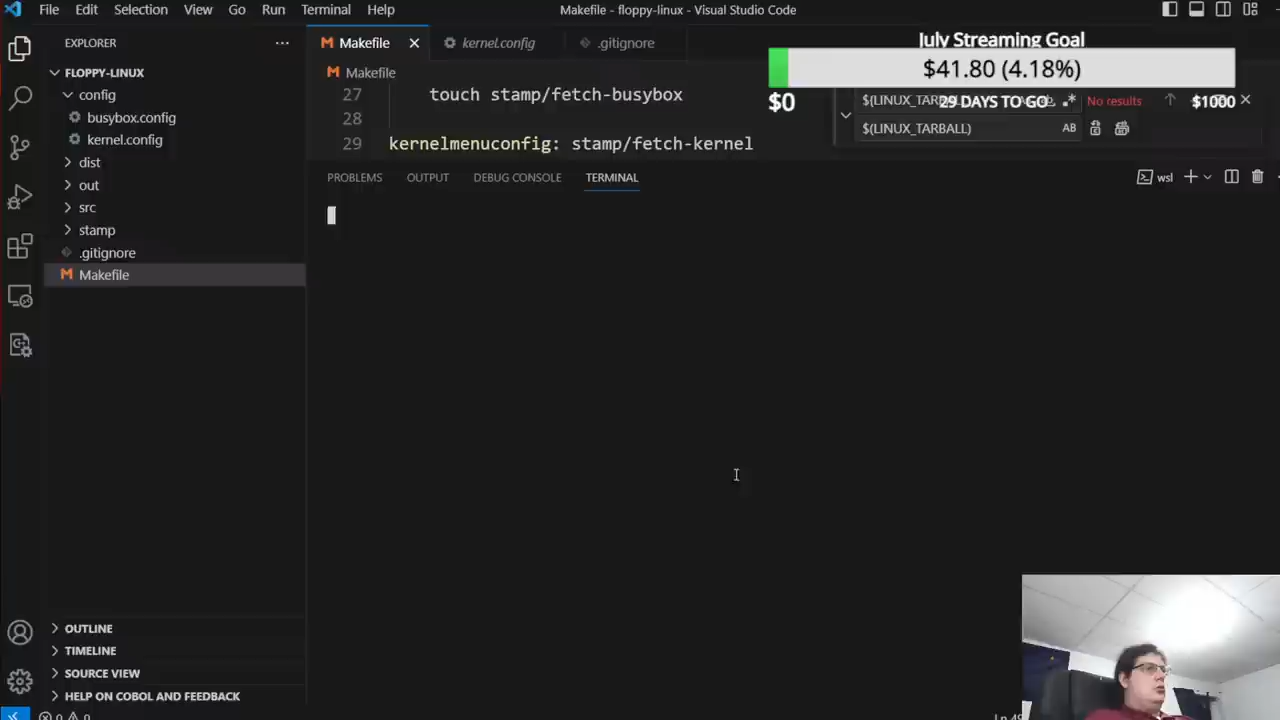 File Edit Selection View Go Run Terminal Help
Makefile - floppy-linux - Visual Studio Code
EXPLORER
FLOPPY-LINUX
config
busybox.config
kernel.config
dist
out
src
stamp
.gitignore
Makefile
OUTLINE
TIMELINE
SOURCE VIEW
HELP ON COBOL AND FEEDBACK
Makefile
kernel.config
.gitignore
Makefile
27 touch stamp/fetch-busybox
28
29 kernelmenuconfig: stamp/fetch-kernel
July Streaming Goal
$41.80 (4.18%)
$0
29 DAYS TO GO
$1000
No results
$(LINUX_TARBALL)
AB
PROBLEMS OUTPUT DEBUG CONSOLE TERMINAL
wsl